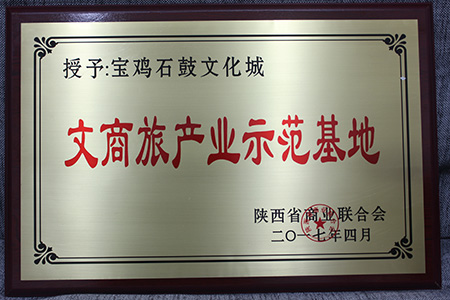 授予:宝鸡石鼓文化城
文商旅产业示范基地
陕西省商业联合会
二〇一七年四月